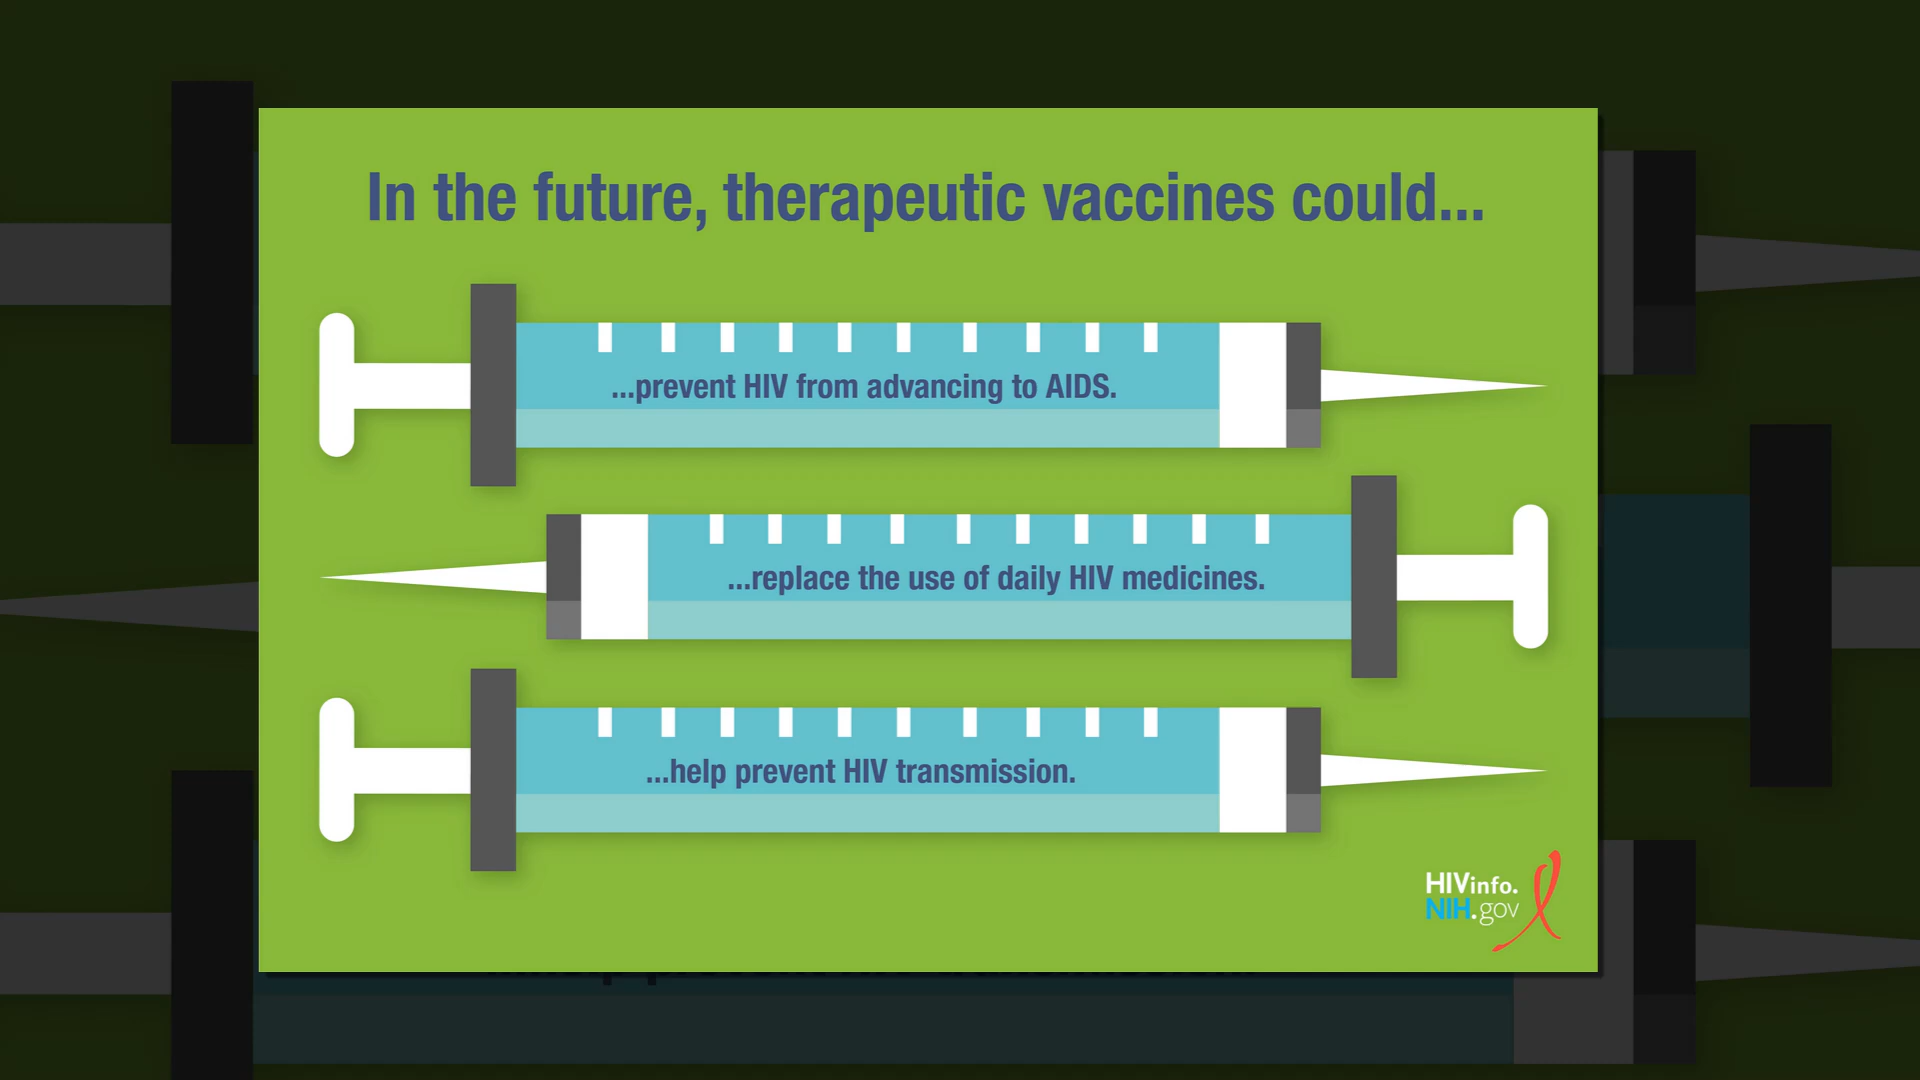 In the future, therapeutic vaccines could...
...prevent HIV from advancing to AIDS.
...replace the use of daily HIV medicines.
...help prevent HIV transmission.
HIVinfo.
NIH.gov